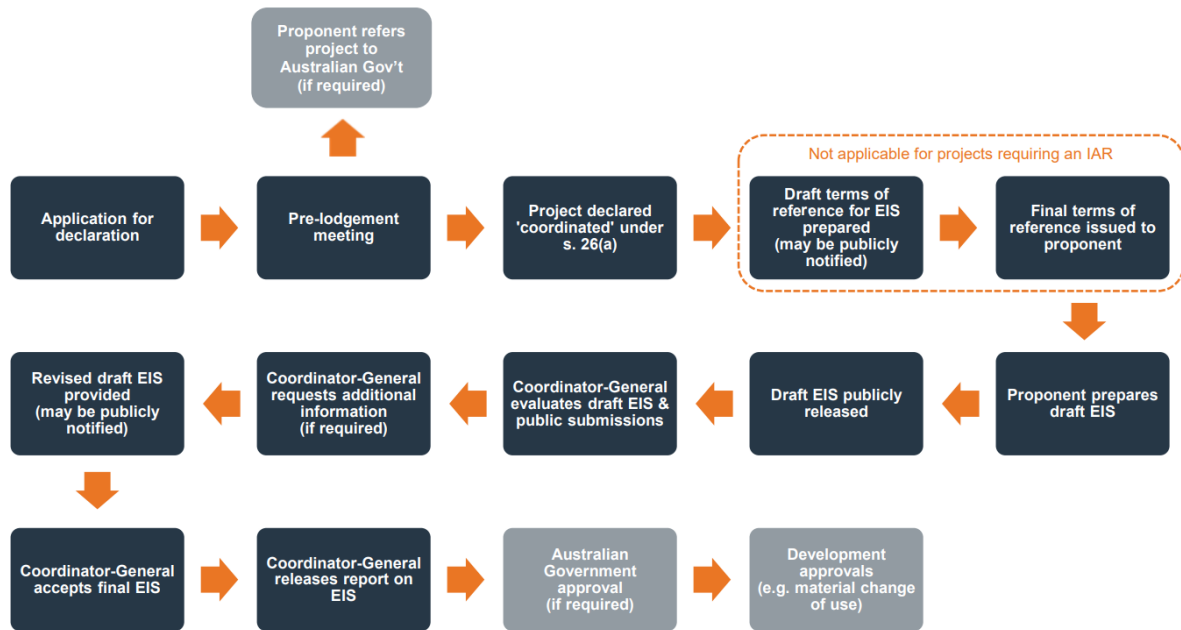 Proponent refers
project to
Australian Gov't
(if required)
Not applicable for projects requiring an IAR
Application for
declaration
Pre-lodgement
meeting
Project declared
'coordinated' under
s. 26(a)
Draft terms of
reference for EIS
prepared
(may be publicly
notified)
Final terms of
reference issued to
proponent
Revised draft EIS
provided
(may be publicly
notified)
Coordinator-General
requests additional
information
(if required)
Coordinator-General
evaluates draft EIS &
public submissions
Draft EIS publicly
released
Proponent prepares
draft EIS
Coordinator-General
accepts final EIS
Coordinator-General
releases report on
EIS
Australian
Government
approval
(if required)
Development
approvals
(e.g. material change
of use)